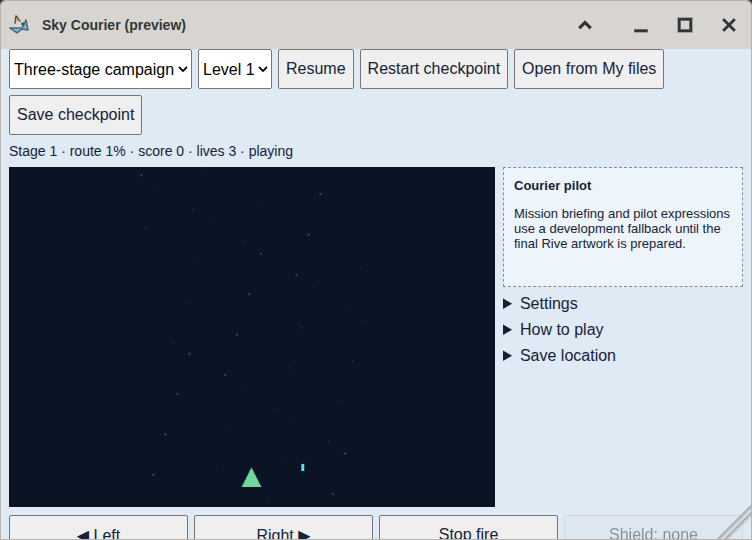 Sky Courier (preview)
Three-stage campaign Level 1 Resume Restart checkpoint Open from My files
Save checkpoint
Stage 1 · route 1% · score 0 · lives 3 · playing
Courier pilot
Mission briefing and pilot expressions
use a development fallback until the
final Rive artwork is prepared.
▶ Settings
▶ How to play
▶ Save location
◀ Left Right ▶ Stop fire Shield: none